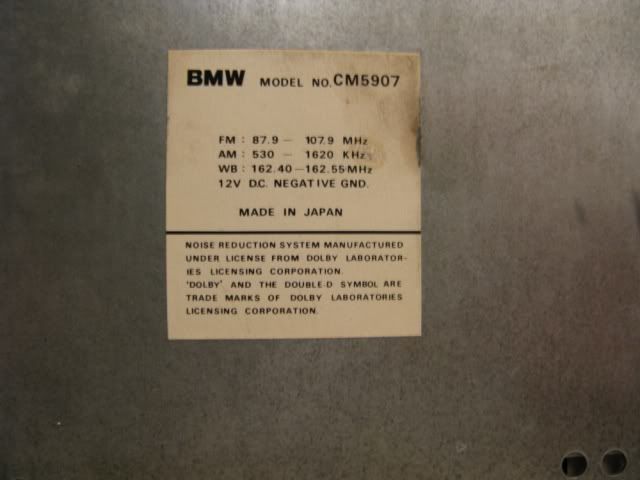 BMW MODEL NO. CM5907
FM : 87.9 – 107.9 MHz
AM : 530 – 1620 KHz
WB : 162.40 – 162.55 MHz
12V D.C. NEGATIVE GND.
MADE IN JAPAN
NOISE REDUCTION SYSTEM MANUFACTURED
UNDER LICENSE FROM DOLBY LABORATOR-
IES LICENSING CORPORATION.
'DOLBY' AND THE DOUBLE-D SYMBOL ARE
TRADE MARKS OF DOLBY LABORATORIES
LICENSING CORPORATION.